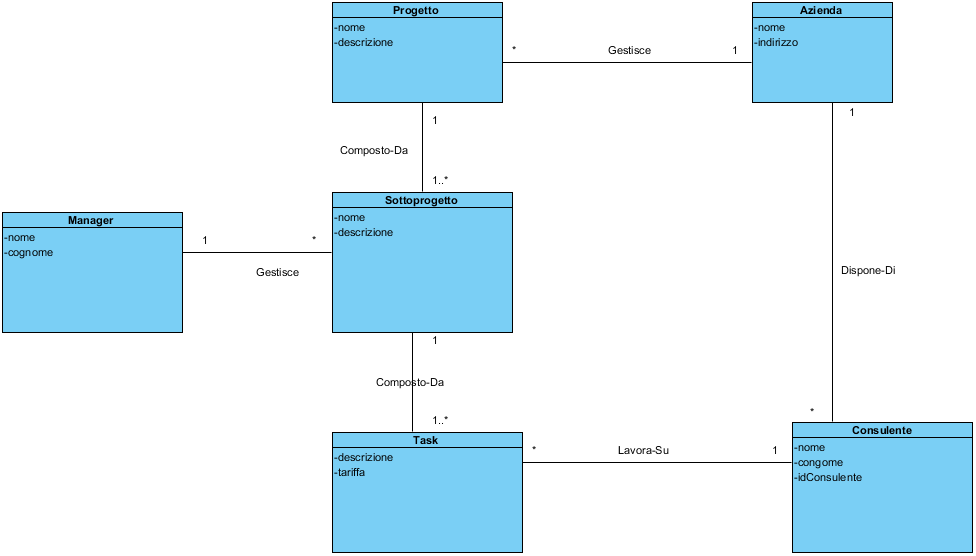 Progetto
-nome
-descrizione
Azienda
-nome
-indirizzo
* Gestisce 1
1
Composto-Da
1..*
1
Sottoprogetto
-nome
-descrizione
Manager
-nome
-cognome
1 *
Gestisce
Dispone-Di
1
Composto-Da
1..*
*
Task
-descrizione
-tariffa
* Lavora-Su 1
Consulente
-nome
-congome
-idConsulente